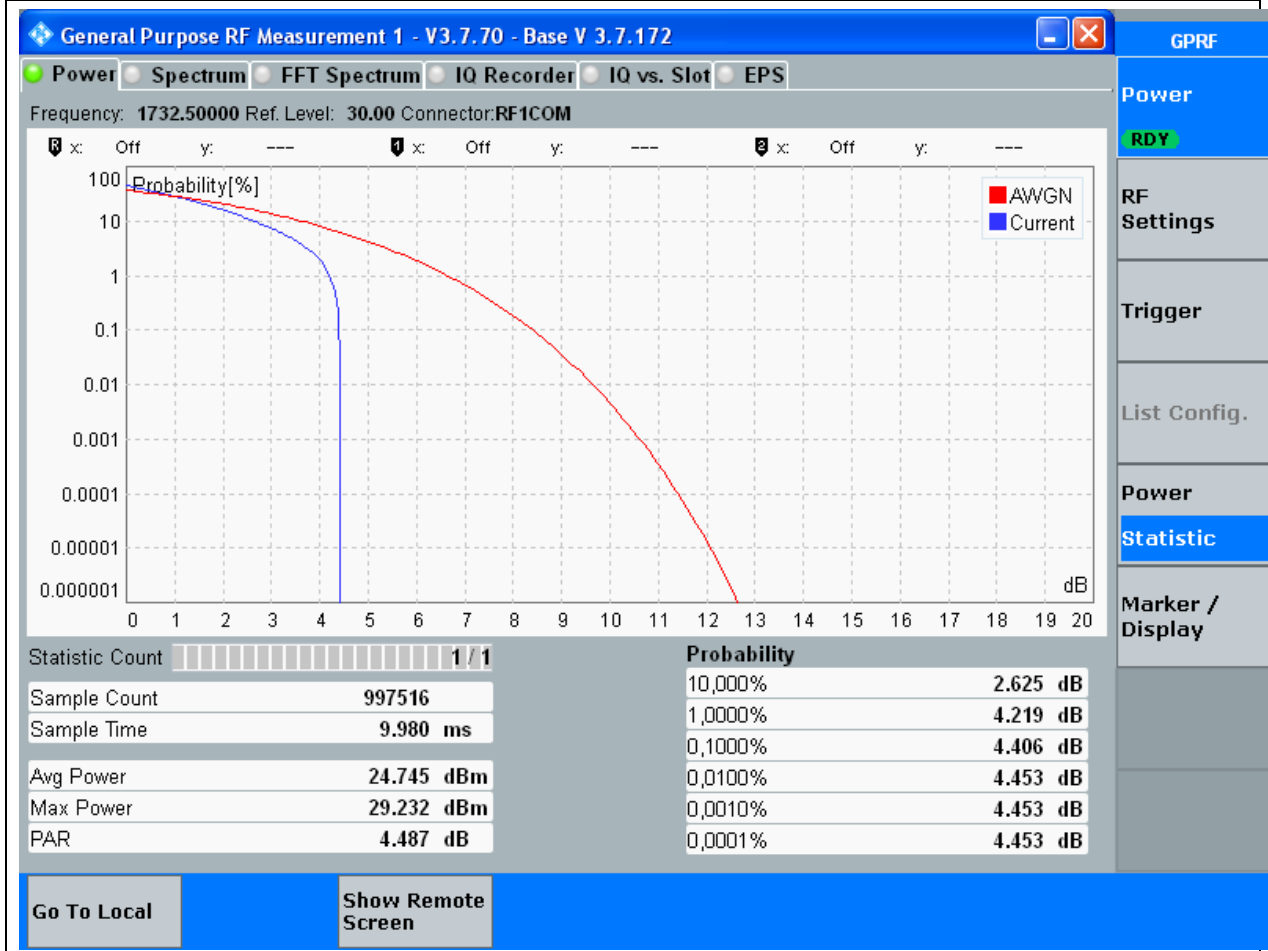 General Purpose RF Measurement 1 - V3.7.70 - Base V 3.7.172
GPRF
Power Spectrum FFT Spectrum IQ Recorder IQ vs. Slot EPS
Frequency: 1732.50000 Ref. Level: 30.00 Connector:RF1COM
R x: Off y: --- 1 x: Off y: --- 2 x: Off y: ---
Probability[%]
100
10
1
0.1
0.01
0.001
0.0001
0.00001
0.000001
AWGN
Current
dB
0 1 2 3 4 5 6 7 8 9 10 11 12 13 14 15 16 17 18 19 20
Statistic Count 1 / 1
Sample Count 997516
Sample Time 9.980 ms
Avg Power 24.745 dBm
Max Power 29.232 dBm
PAR 4.487 dB
Probability
10,000% 2.625 dB
1,0000% 4.219 dB
0,1000% 4.406 dB
0,0100% 4.453 dB
0,0010% 4.453 dB
0,0001% 4.453 dB
Power
RDY
RF
Settings
Trigger
List Config.
Power
Statistic
Marker /
Display
Go To Local
Show Remote
Screen